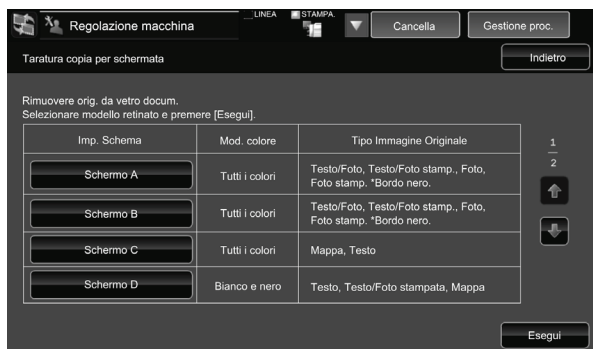 LINEA STAMPA.
Regolazione macchina
Cancella
Gestione proc.
Taratura copia per schermata
Indietro
Rimuovere orig. da vetro docum.
Selezionare modello retinato e premere [Esegui].
Imp. Schema Mod. colore Tipo Immagine Originale
Schermo A Tutti i colori Testo/Foto, Testo/Foto stamp., Foto,
Foto stamp. *Bordo nero.
Schermo B Tutti i colori Testo/Foto, Testo/Foto stamp., Foto,
Foto stamp. *Bordo nero.
Schermo C Tutti i colori Mappa, Testo
Schermo D Bianco e nero Testo, Testo/Foto stampata, Mappa
1
2
Esegui